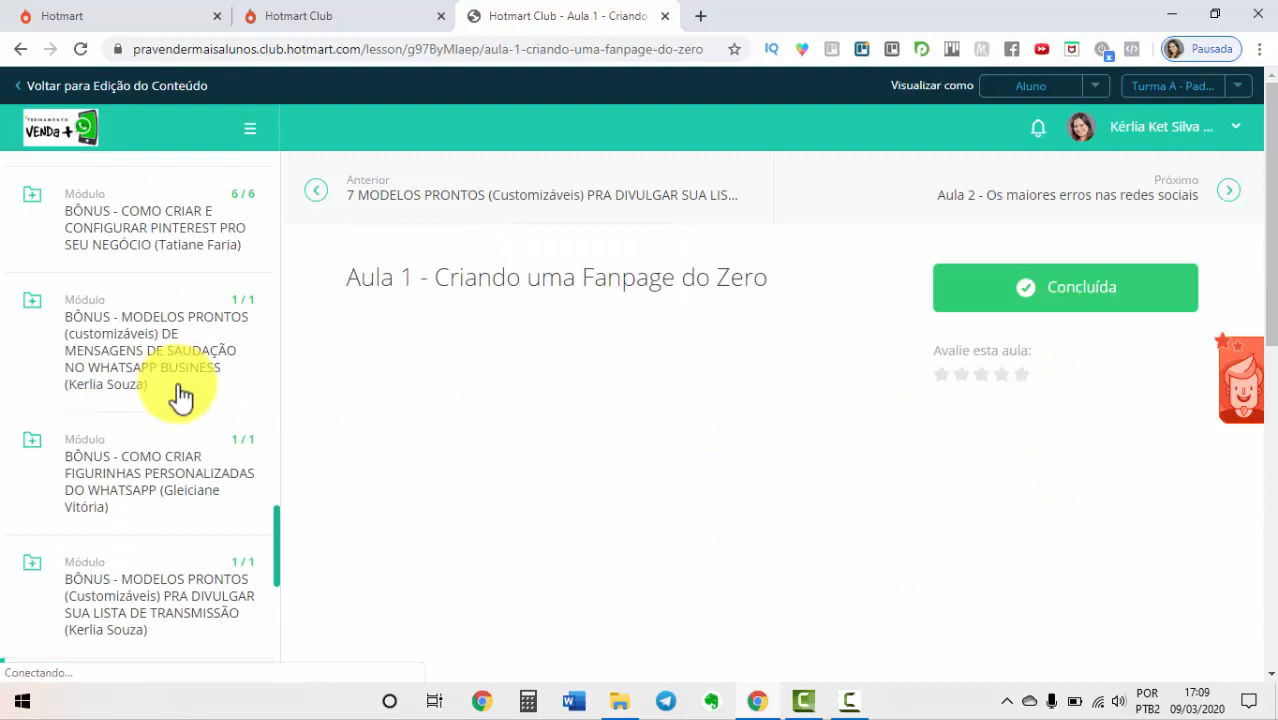 Hotmart
Hotmart Club
Hotmart Club - Aula 1 - Criando
pravendermaisalunos.club.hotmart.com/lesson/g97ByMlaep/aula-1-criando-uma-fanpage-do-zero
IQ
Pausada
Voltar para Edição do Conteúdo
Visualizar como
Aluno
Turma A - Pad...
TREINAMENTO
VENDA +
Kérlia Ket Silva ...
Anterior
7 MODELOS PRONTOS (Customizáveis) PRA DIVULGAR SUA LIS...
Próximo
Aula 2 - Os maiores erros nas redes sociais
Módulo
6 / 6
BÔNUS - COMO CRIAR E
CONFIGURAR PINTEREST PRO
SEU NEGÓCIO (Tatiane Faria)
Módulo
1 / 1
BÔNUS - MODELOS PRONTOS
(customizáveis) DE
MENSAGENS DE SAUDAÇÃO
NO WHATSAPP BUSINESS
(Kerlia Souza)
Módulo
1 / 1
BÔNUS - COMO CRIAR
FIGURINHAS PERSONALIZADAS
DO WHATSAPP (Gleiciane
Vitória)
Módulo
1 / 1
BÔNUS - MODELOS PRONTOS
(Customizáveis) PRA DIVULGAR
SUA LISTA DE TRANSMISSÃO
(Kerlia Souza)
Aula 1 - Criando uma Fanpage do Zero
Concluída
Avalie esta aula:
Conectando...
POR
PTB2
17:09
09/03/2020